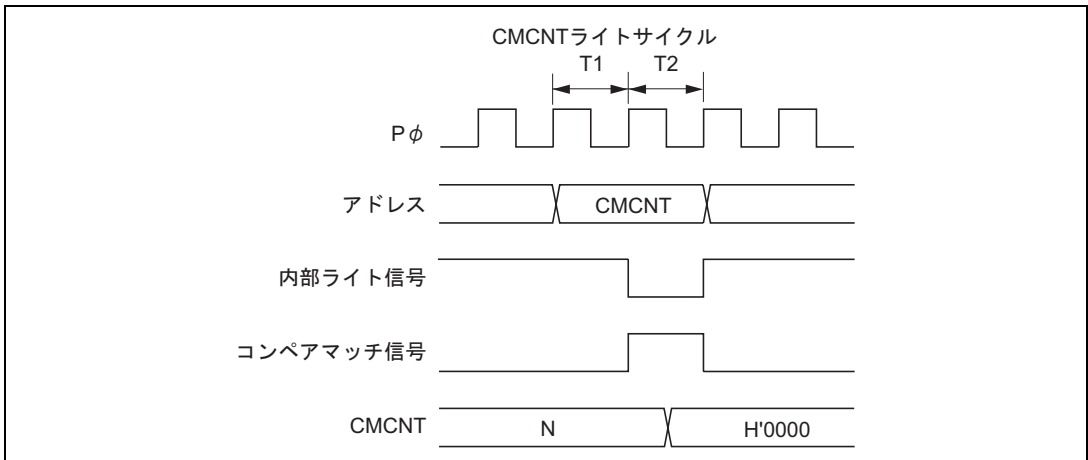 CMCNTライトサイクル
T1 T2
Pφ
アドレス CMCNT
内部ライト信号
コンペアマッチ信号
CMCNT N H'0000